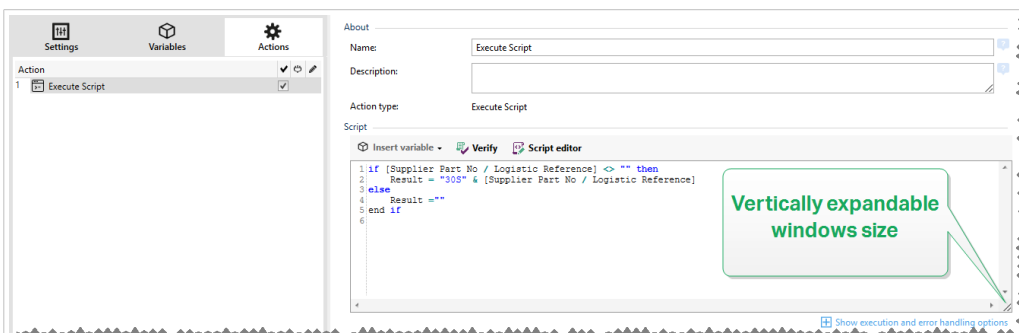 Settings
Variables
Actions
Action
1 Execute Script
About
Name: Execute Script
Description:
Action type: Execute Script
Script
Insert variable
Verify
Script editor
1 if [Supplier Part No / Logistic Reference] <> "" then
2 Result = "30S" & [Supplier Part No / Logistic Reference]
3 else
4 Result =""
5 end if
6
Vertically expandable
windows size
Show execution and error handling options